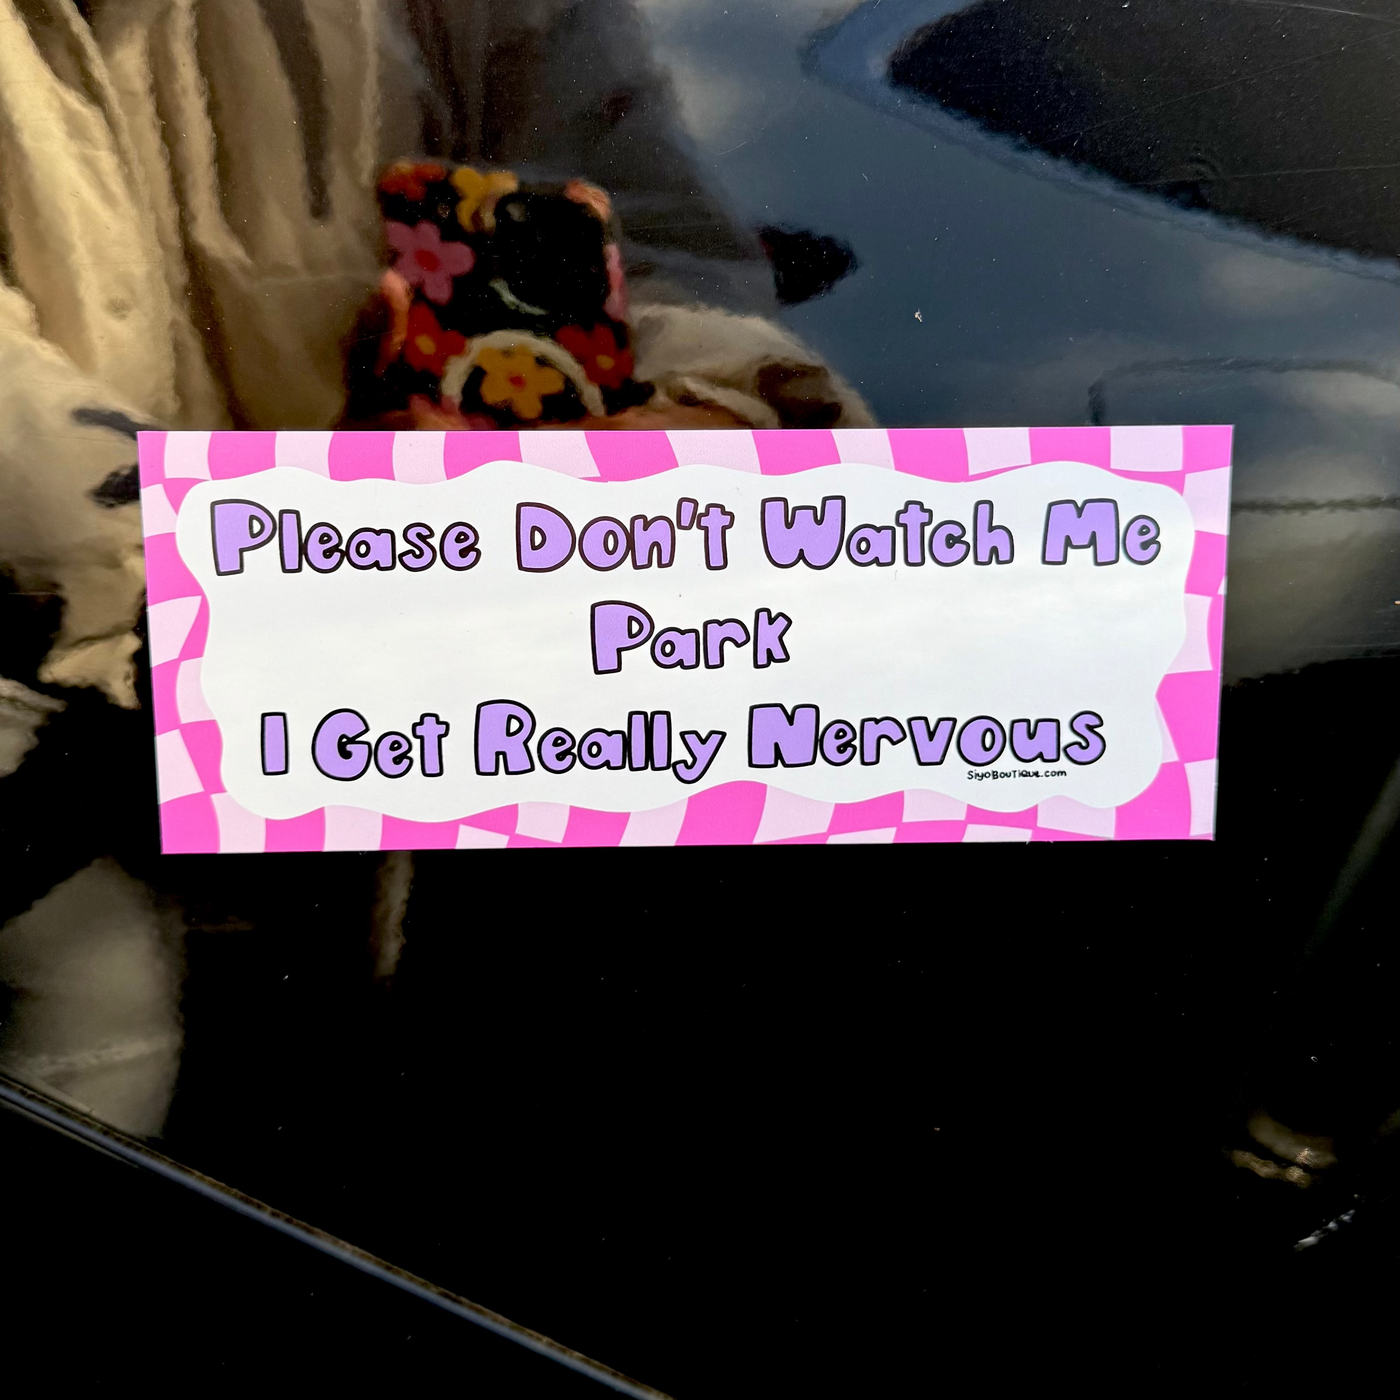 Please Don't Watch Me
Park
I Get Really Nervous
SiyoBoutique.com